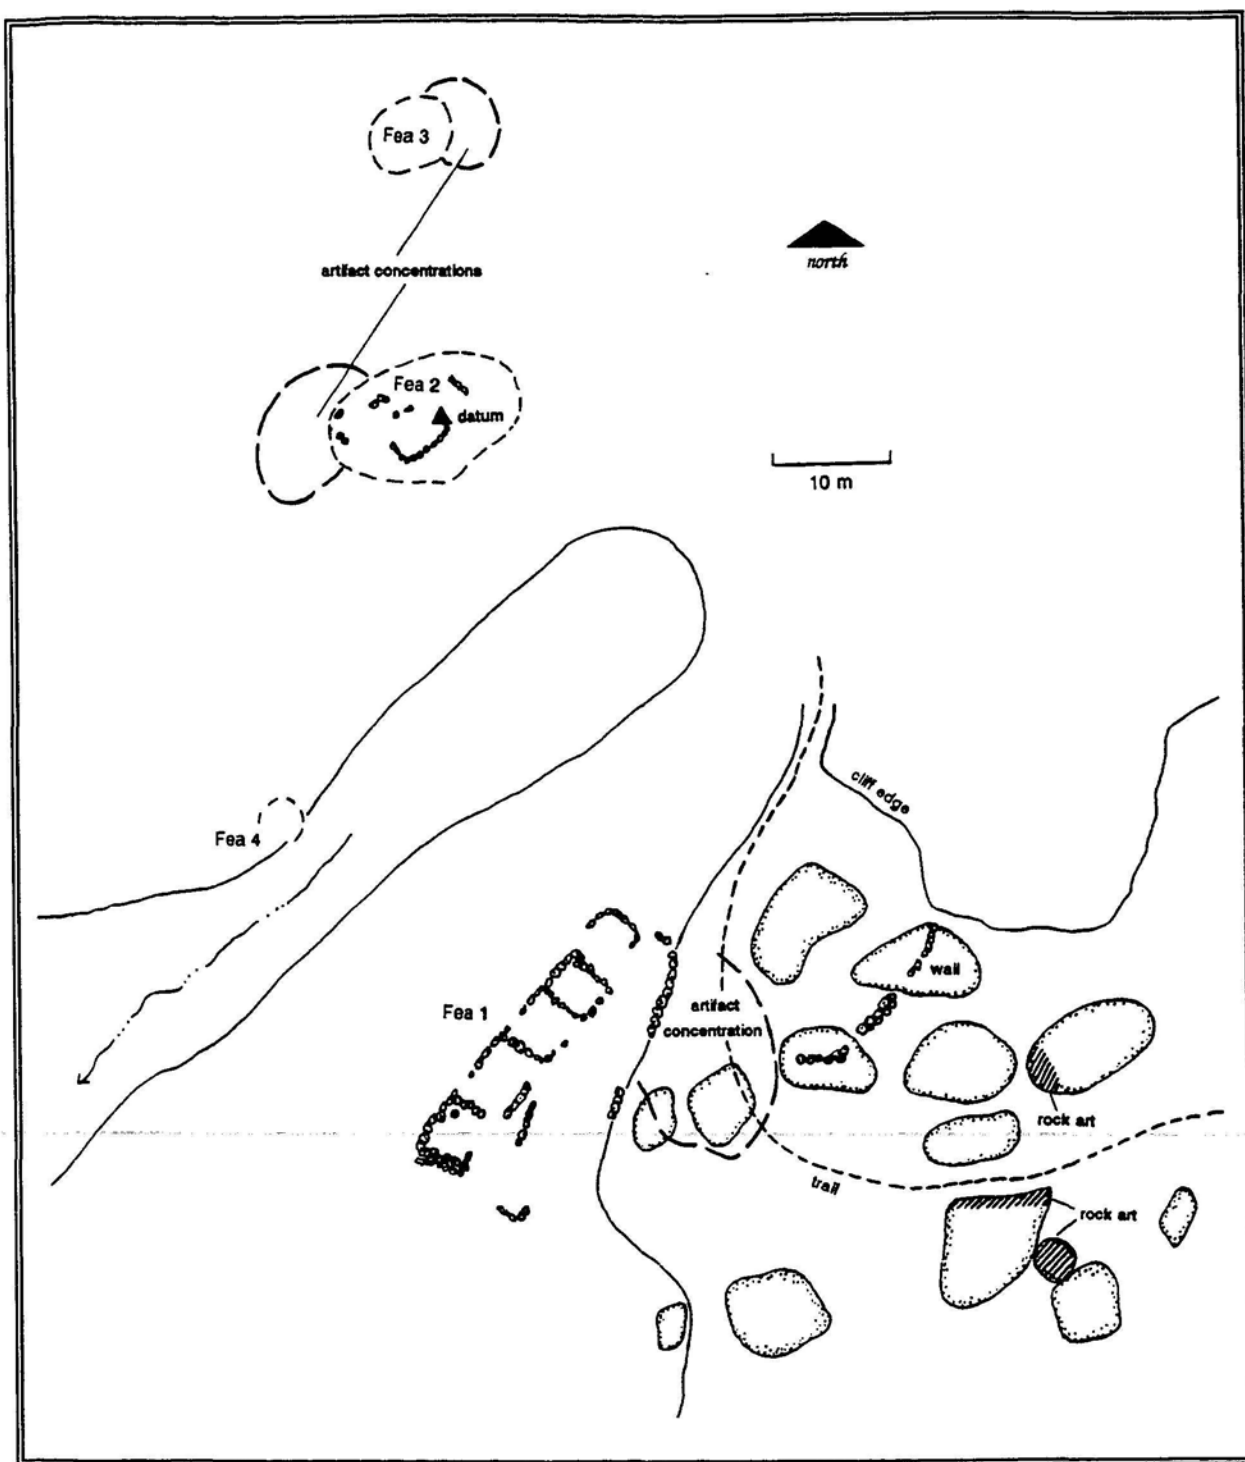 Fea 3
north
artifact concentrations
Fea 2
datum
10 m
cliff edge
Fea 4
wall
Fea 1
artifact
concentration
rock art
trail
rock art